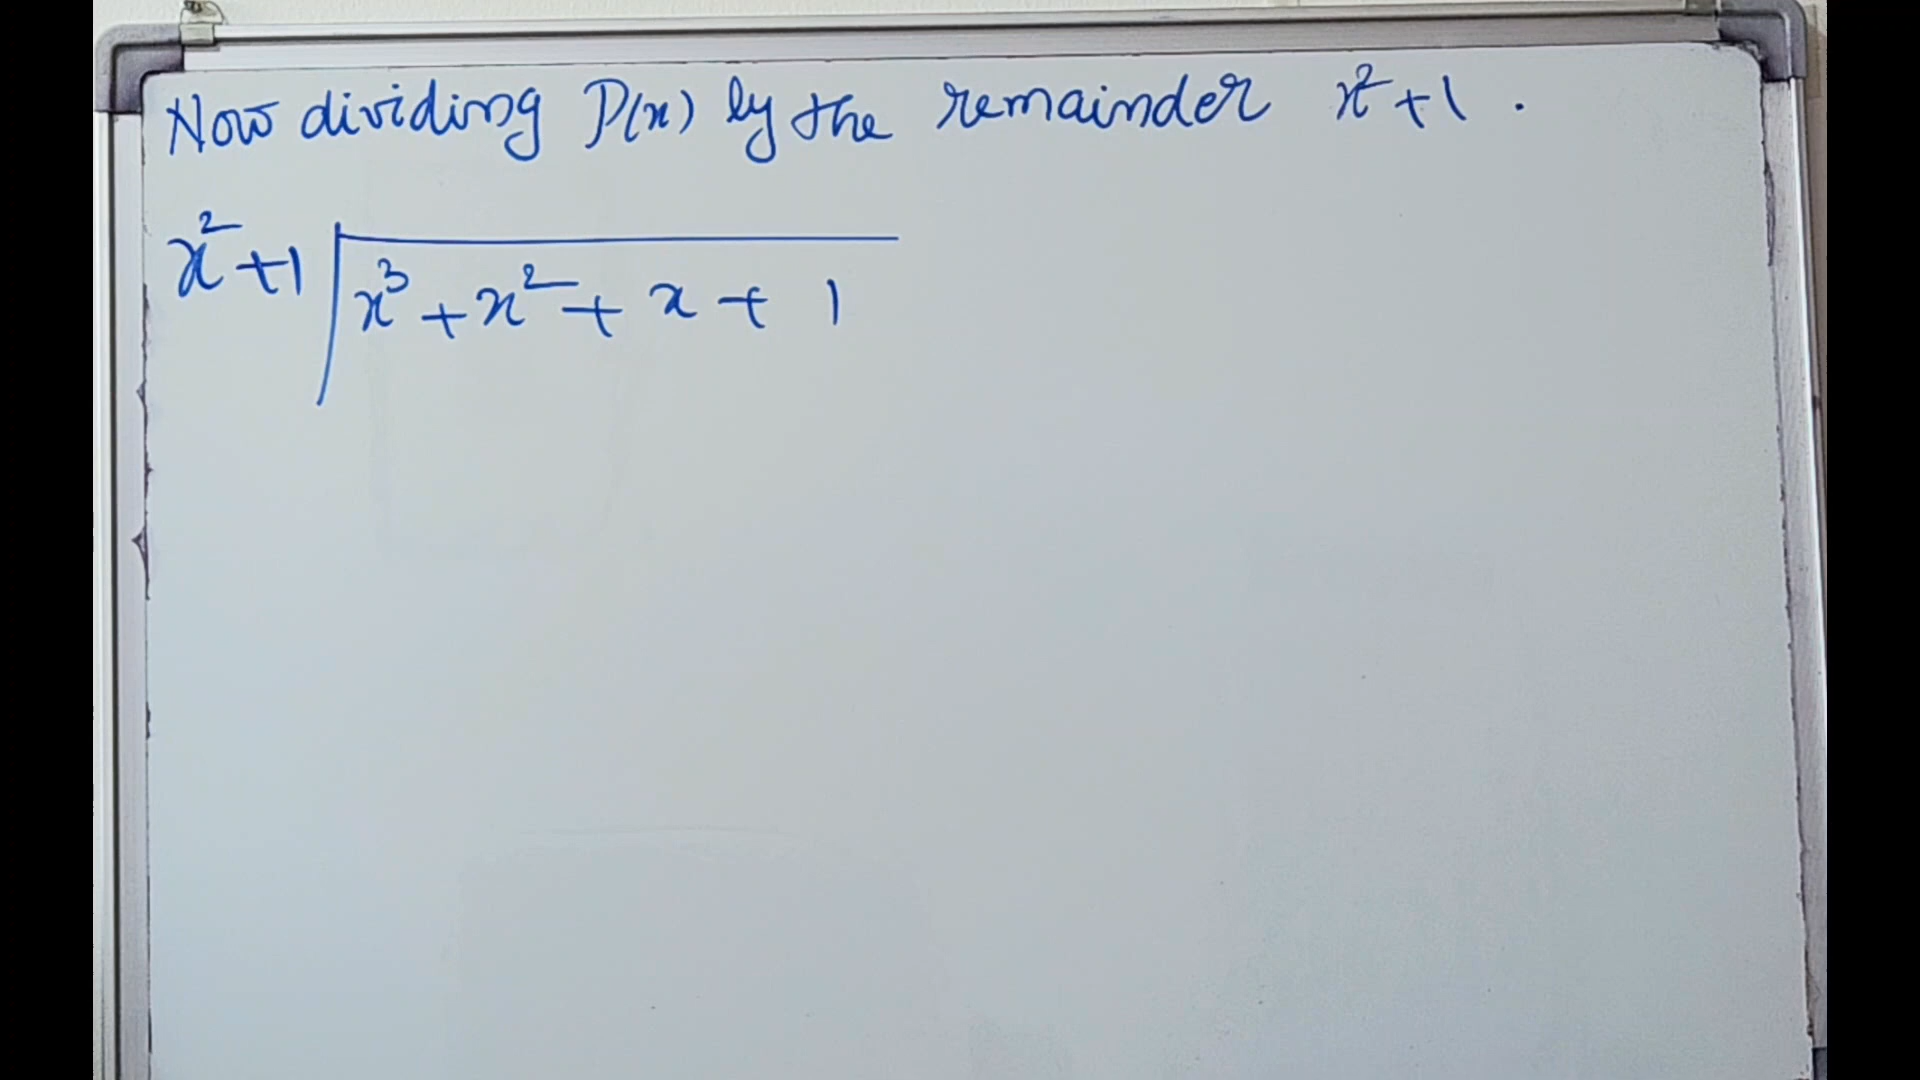 Now dividing P(x) by the remainder x²+1 .
x²+1 x³+x²+ x + 1